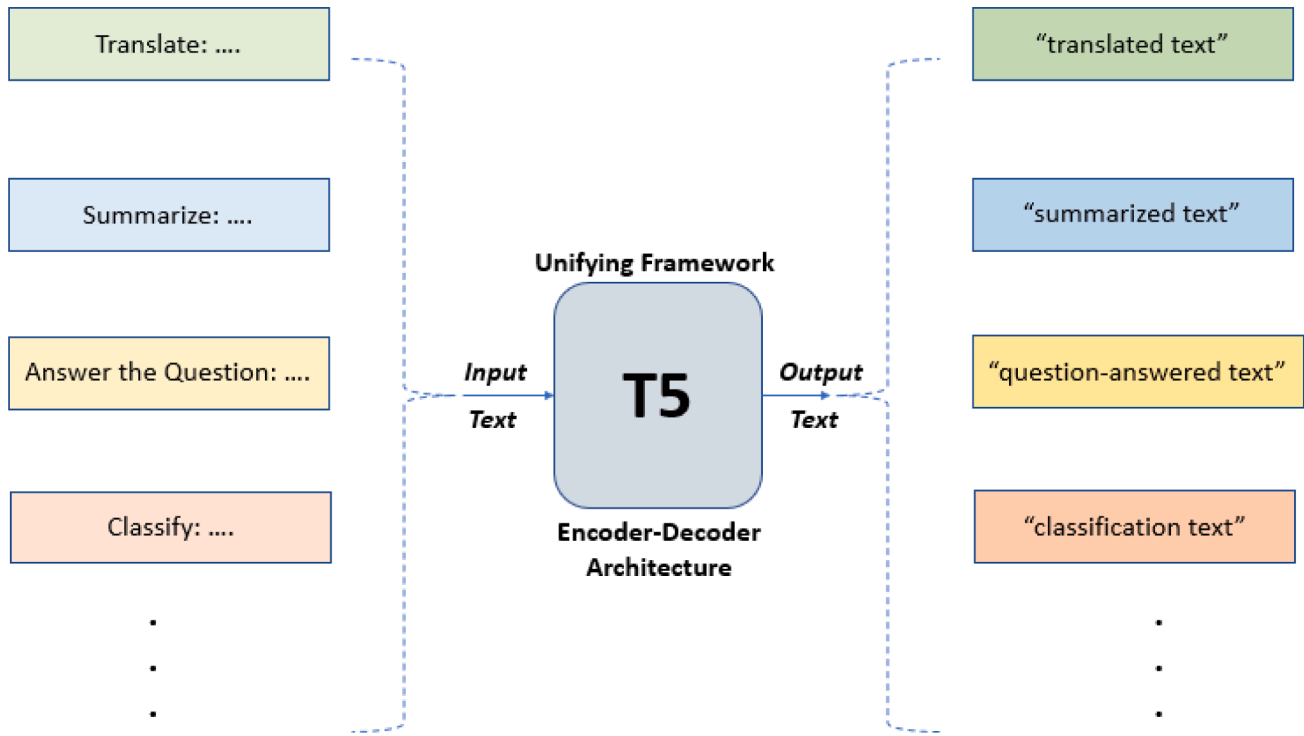 Translate: ....
"translated text"
Summarize: ....
"summarized text"
Unifying Framework
Answer the Question: ....
Input
Text
T5
Output
Text
“question-answered text”
Classify: ....
Encoder-Decoder
Architecture
“classification text”